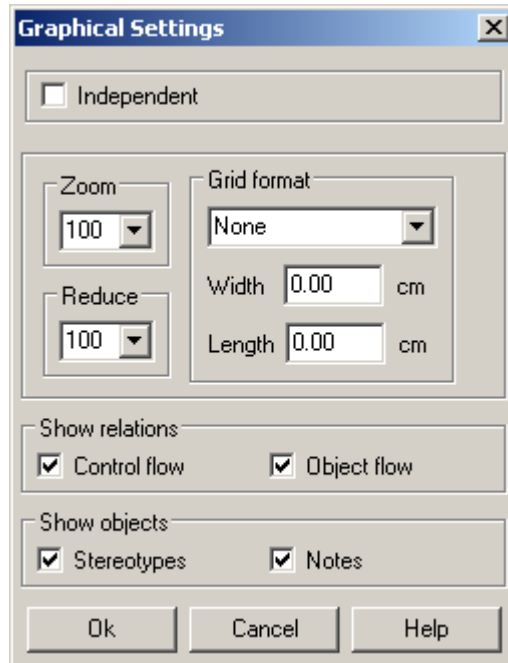 Graphical Settings
Independent
Zoom
100
Reduce
100
Grid format
None
Width 0.00 cm
Length 0.00 cm
Show relations
Control flow Object flow
Show objects
Stereotypes Notes
Ok Cancel Help